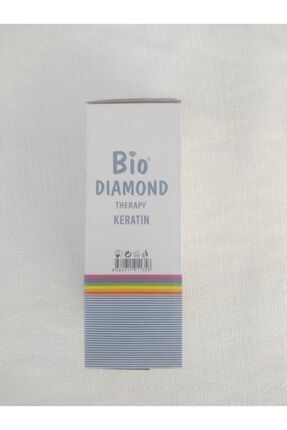 Bio
DIAMOND
THERAPY
KERATIN